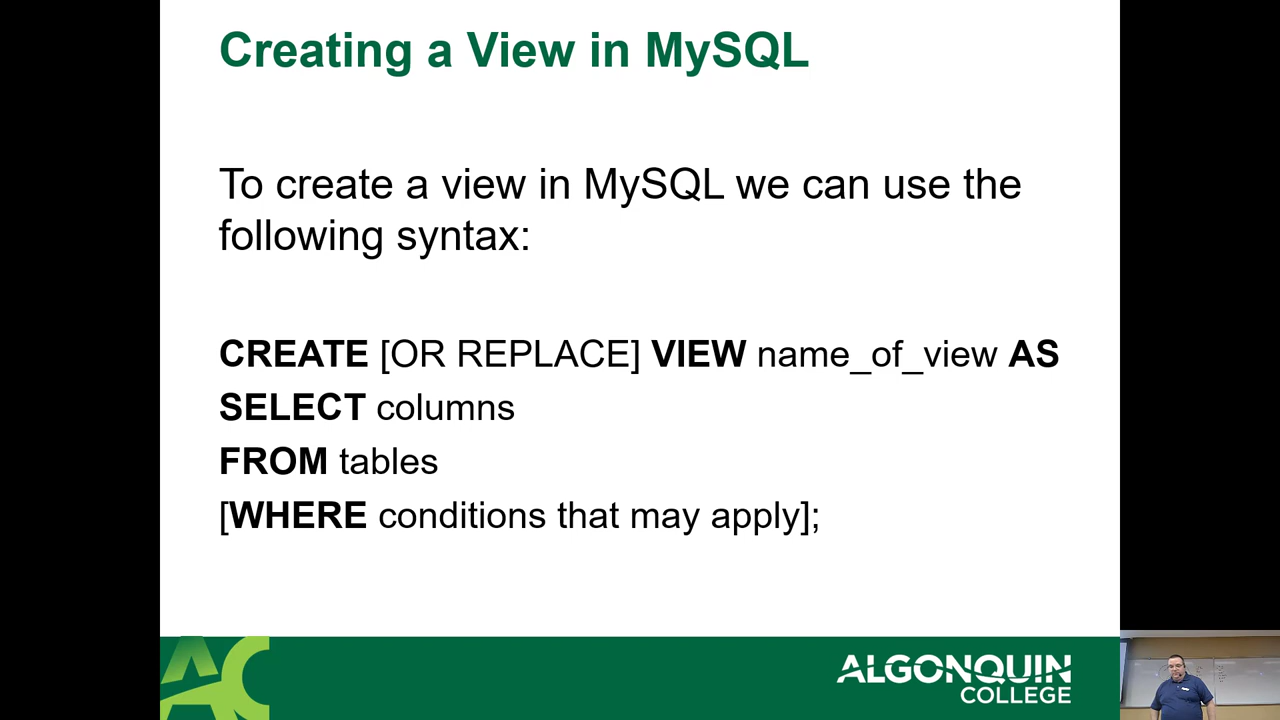 Creating a View in MySQL
To create a view in MySQL we can use the
following syntax:
CREATE [OR REPLACE] VIEW name_of_view AS
SELECT columns
FROM tables
[WHERE conditions that may apply];
AC
ALGONQUIN
COLLEGE